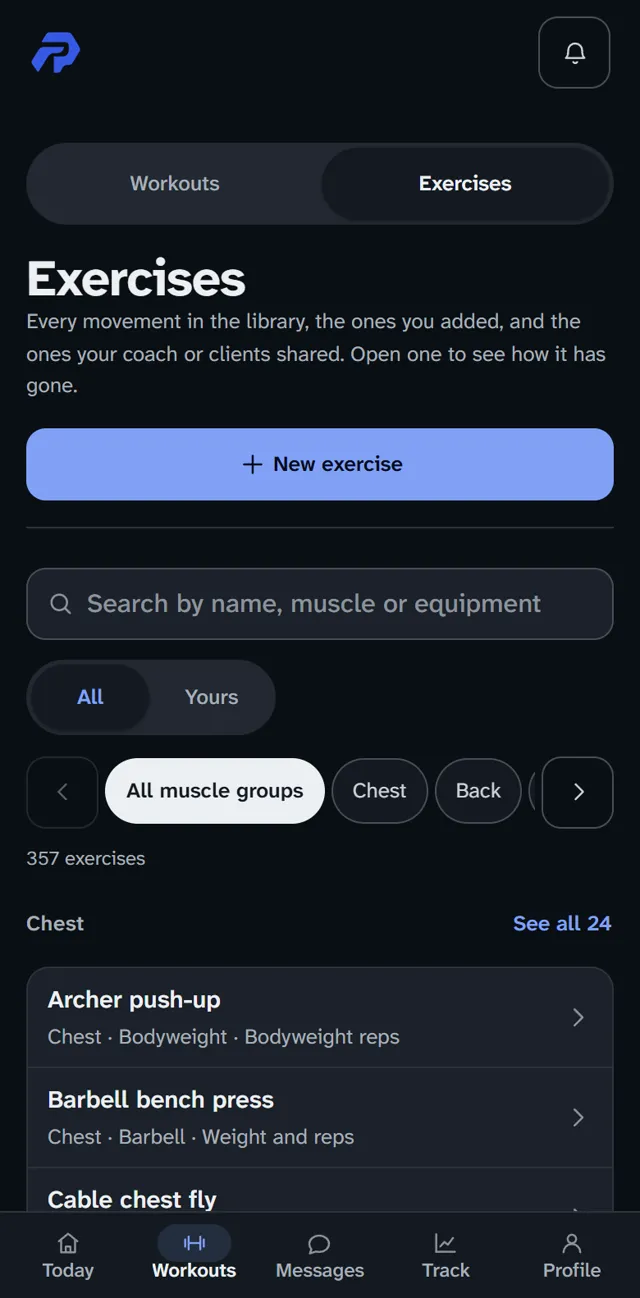 Workouts
Exercises
Exercises
Every movement in the library, the ones you added, and the
ones your coach or clients shared. Open one to see how it has
gone.
New exercise
Search by name, muscle or equipment
All
Yours
All muscle groups
Chest
Back
357 exercises
Chest
See all 24
Archer push-up
Chest · Bodyweight · Bodyweight reps
Barbell bench press
Chest · Barbell · Weight and reps
Cable chest fly
Today
Workouts
Messages
Track
Profile